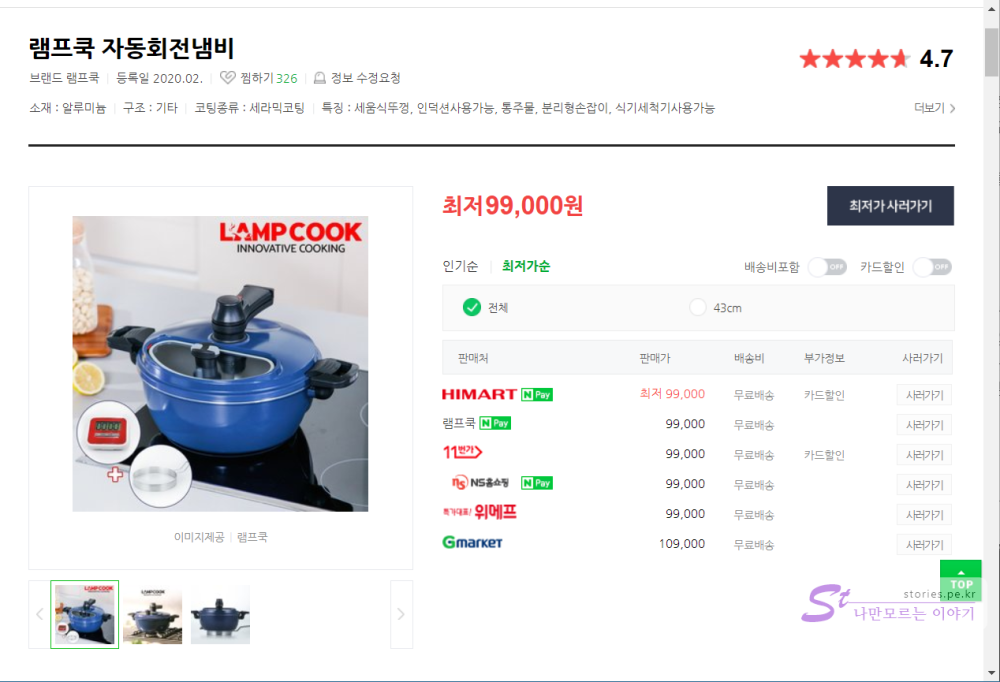 램프쿡 자동회전냄비
4.7
브랜드 램프쿡 등록일 2020.02. 찜하기 326 정보 수정요청
소재 : 알루미늄 구조 : 기타 코팅종류 : 세라믹코팅 특징 : 세움식뚜껑, 인덕션사용가능, 통주물, 분리형손잡이, 식기세척기사용가능
더보기
LAMP COOK
INNOVATIVE COOKING
이미지제공 램프쿡
LAMP COOK
최저99,000원
최저가 사러가기
인기순 최저가순
배송비포함 OFF 카드할인 OFF
전체 43cm
판매처 판매가 배송비 부가정보 사러가기
HIMART N Pay 최저 99,000 무료배송 카드할인 사러가기
램프쿡 N Pay 99,000 무료배송 사러가기
11번가 99,000 무료배송 카드할인 사러가기
ns NS홈쇼핑 N Pay 99,000 무료배송 사러가기
특가대표! 위메프 99,000 무료배송 사러가기
Gmarket 109,000 무료배송 사러가기
TOP
St
stories.pe.kr
나만모르는 이야기